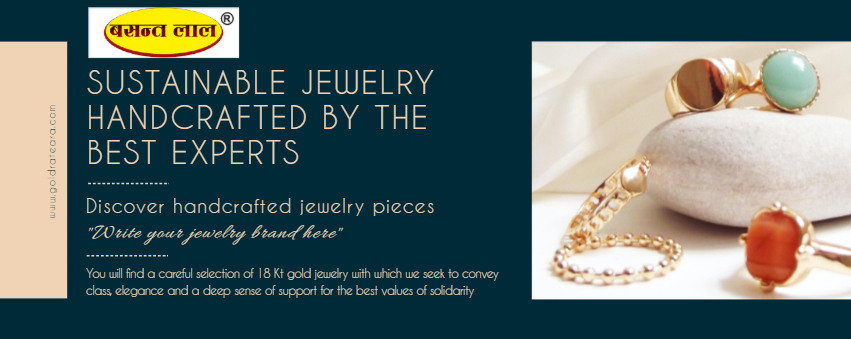 बसन्त लाल®
SUSTAINABLE JEWELRY
HANDCRAFTED BY THE
BEST EXPERTS
Discover handcrafted jewelry pieces
"Write your jewelry brand here"
You will find a careful selection of 18 Kt gold jewelry with which we seek to convey
class, elegance and a deep sense of support for the best values of solidarity
www.goldrateara.com